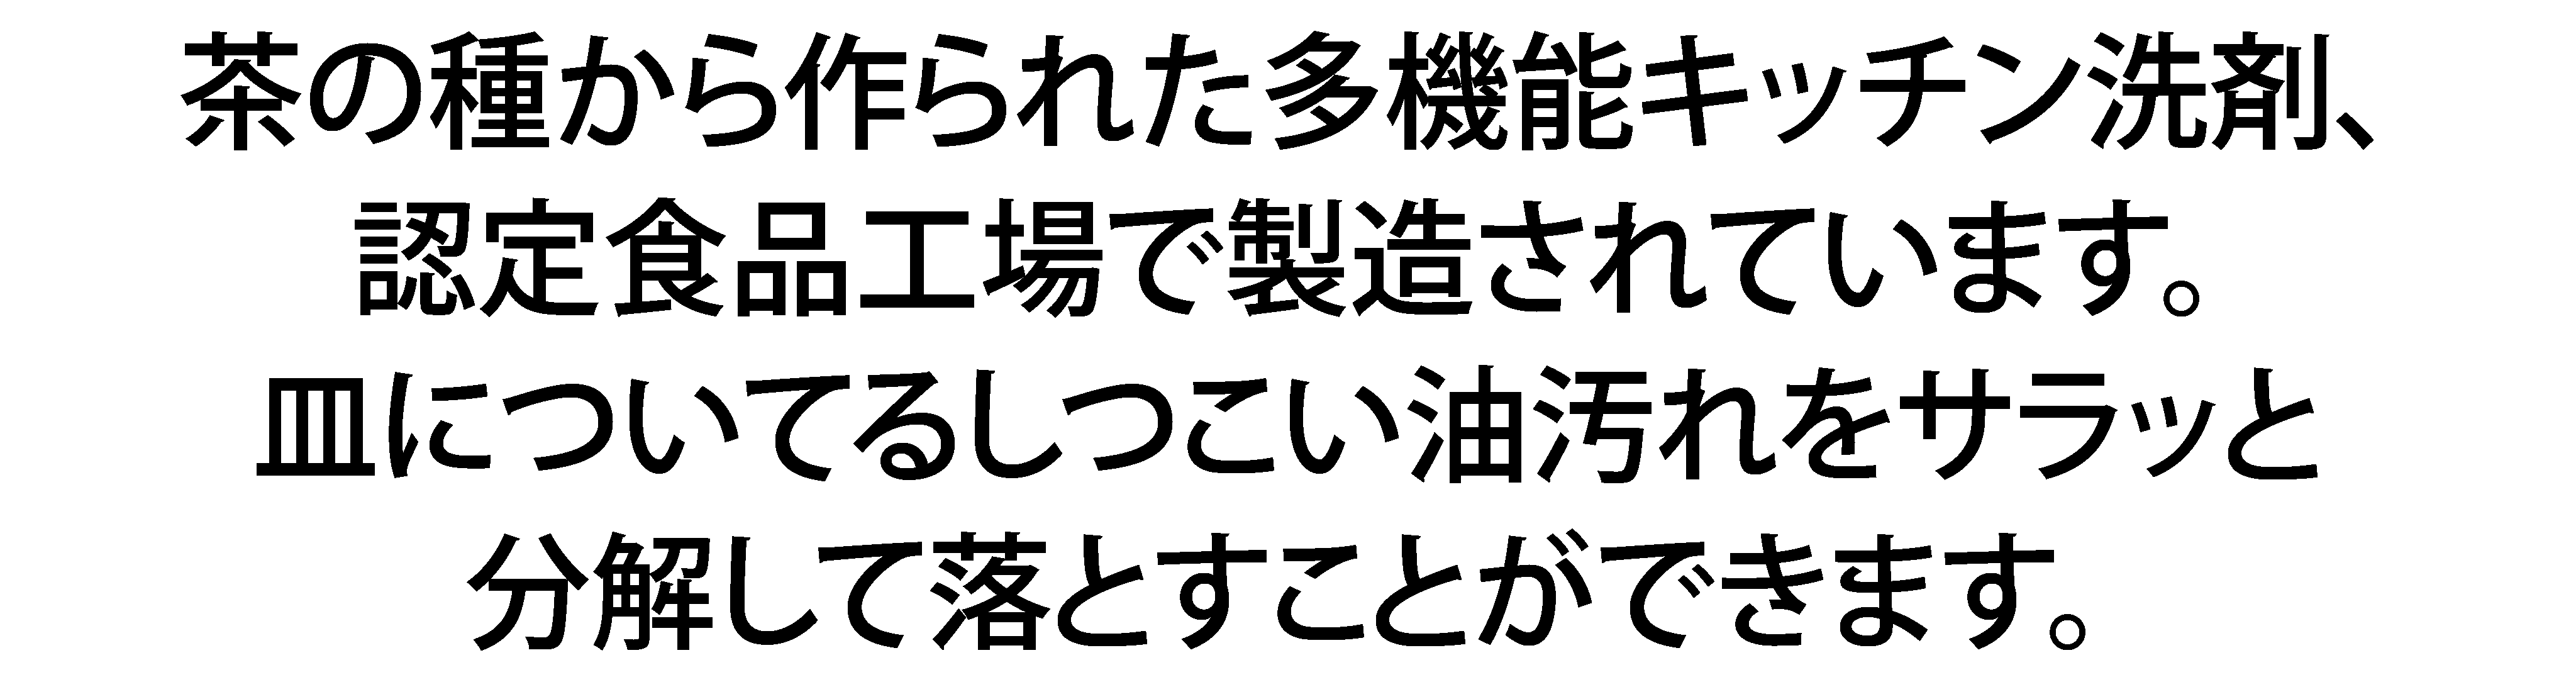 茶の種から作られた多機能キッチン洗剤、
認定食品工場で製造されています。
皿についてるしつこい油汚れをサラッと
分解して落とすことができます。